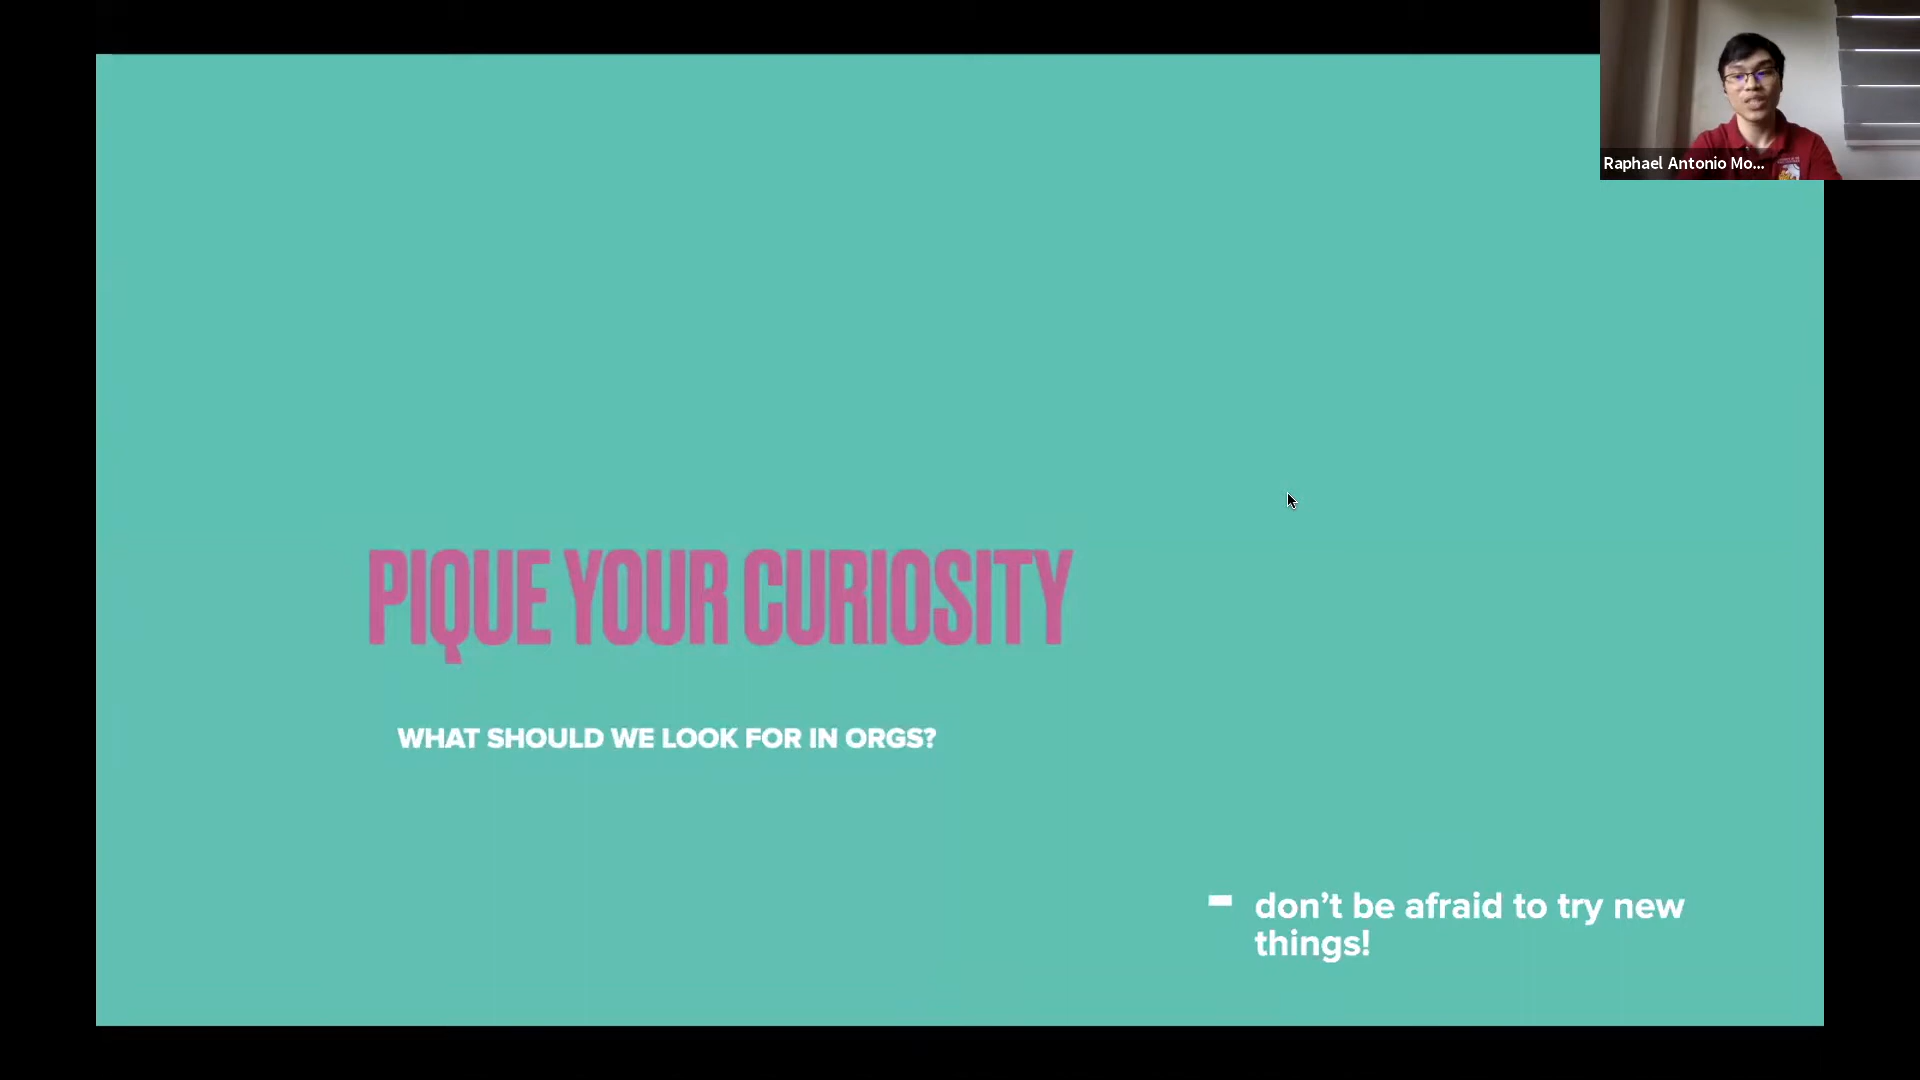 Raphael Antonio Mo...
PIQUE YOUR CURIOSITY
WHAT SHOULD WE LOOK FOR IN ORGS?
- don’t be afraid to try new
things!